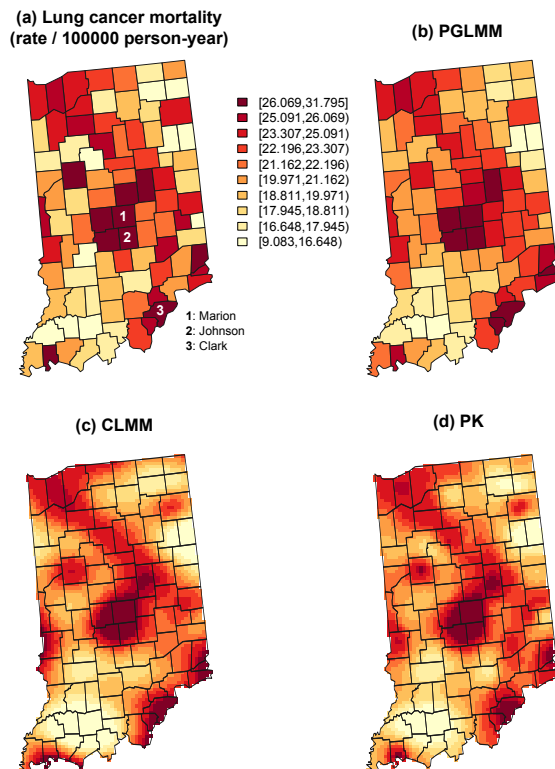 (a) Lung cancer mortality
(rate / 100000 person-year)
(b) PGLMM
[26.069,31.795]
[25.091,26.069)
[23.307,25.091)
[22.196,23.307)
[21.162,22.196)
[19.971,21.162)
[18.811,19.971)
[17.945,18.811)
[16.648,17.945)
[9.083,16.648)
1
2
3
1: Marion
2: Johnson
3: Clark
(c) CLMM
(d) PK